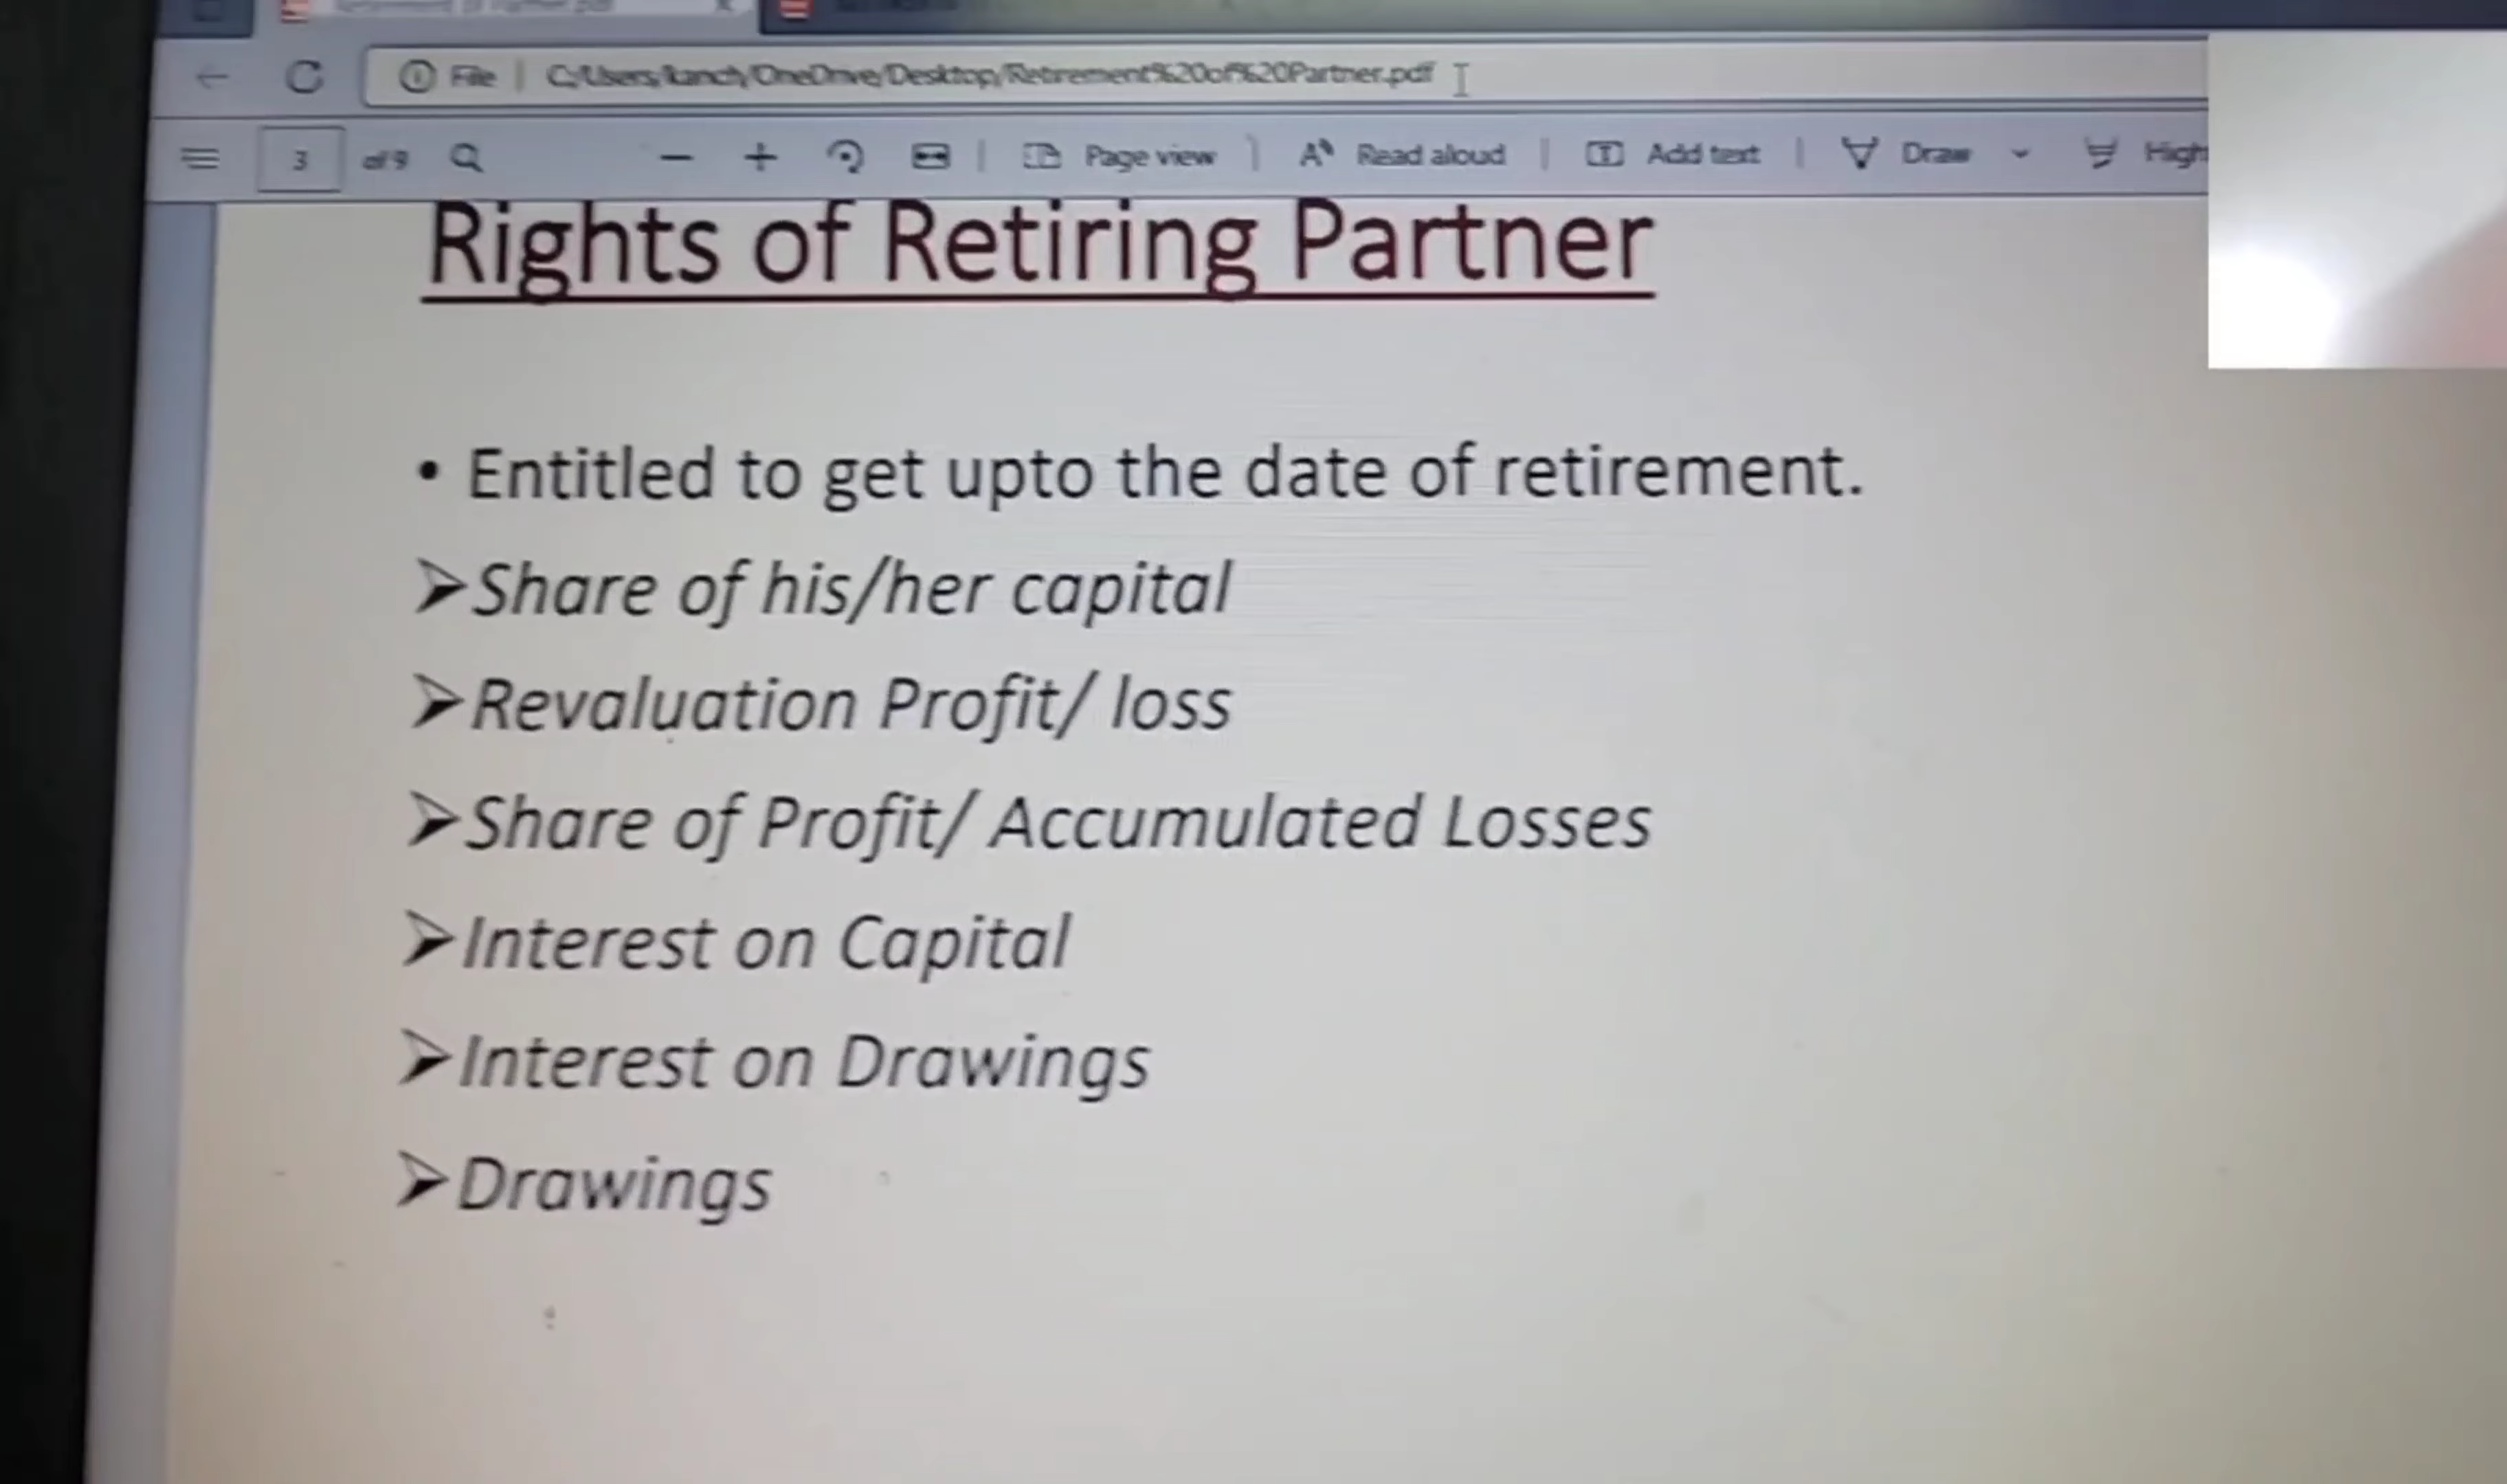 File | C:/Users/kanch/OneDrive/Desktop/Retirement%20of%20Partner.pdf
3 of 9 Page view Read aloud Add text Draw High
Rights of Retiring Partner
• Entitled to get upto the date of retirement.
➢Share of his/her capital
➢Revaluation Profit/ loss
➢Share of Profit/ Accumulated Losses
➢Interest on Capital
➢Interest on Drawings
➢Drawings